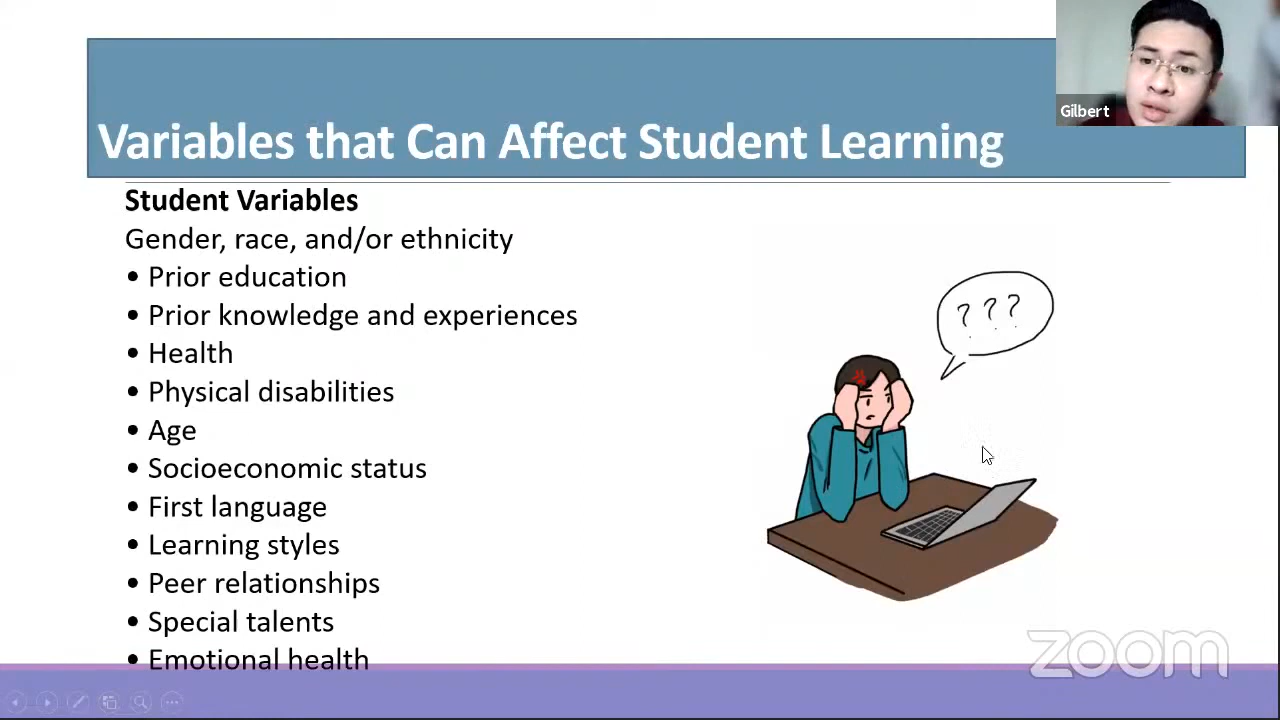 Gilbert
Variables that Can Affect Student Learning
Student Variables
Gender, race, and/or ethnicity
• Prior education
• Prior knowledge and experiences
• Health
• Physical disabilities
• Age
• Socioeconomic status
• First language
• Learning styles
• Peer relationships
• Special talents
• Emotional health
? ? ?
zoom